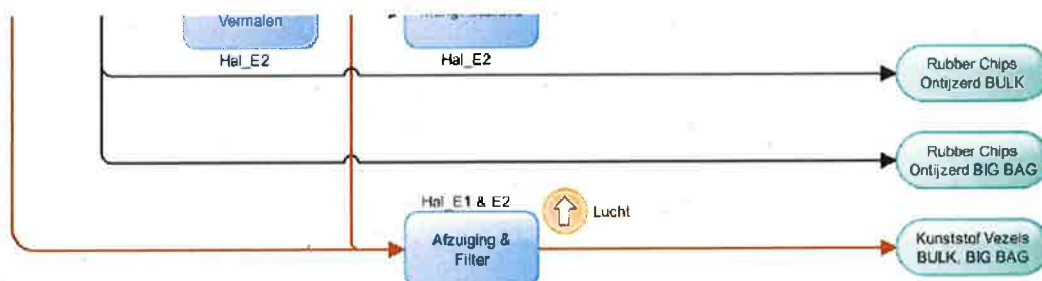 Vermalen
Hal_E2
Hal_E2
Rubber Chips
Ontijzerd BULK
Rubber Chips
Ontijzerd BIG BAG
Hal_E1 & E2
Lucht
Afzuiging &
Filter
Kunststof Vezels
BULK, BIG BAG